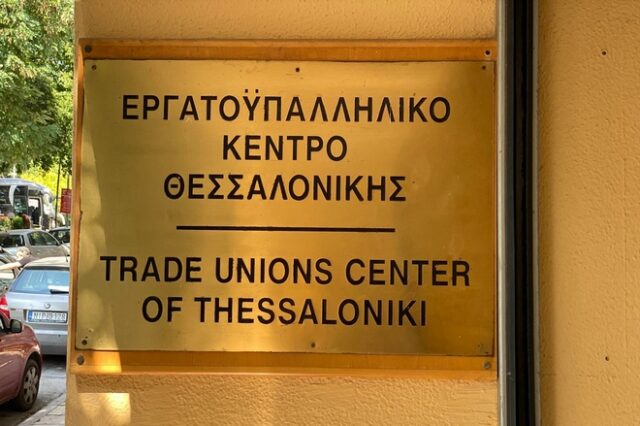 ΕΡΓΑΤΟΫΠΑΛΛΗΛΙΚΟ
ΚΕΝΤΡΟ
ΘΕΣΣΑΛΟΝΙΚΗΣ
TRADE UNIONS CENTER
OF THESSALONIKI